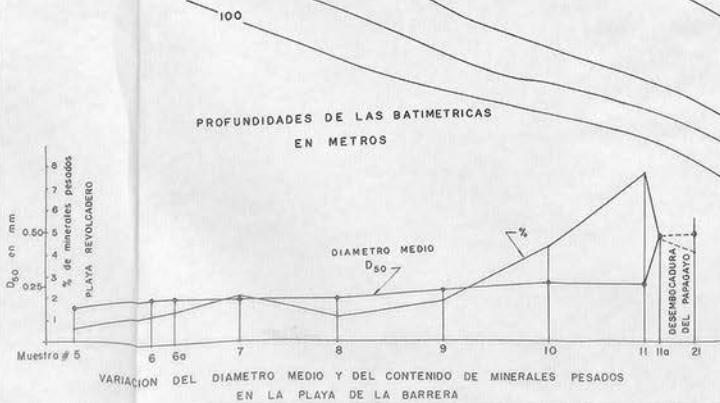 100
PROFUNDIDADES DE LAS BATIMETRICAS
EN METROS
D50 en mm
0.50
0.25
% de minerales pesados
8
7
6
5
4
3
2
1
PLAYA REVOLCADERO
DIAMETRO MEDIO
D50
%
DESEMBOCADURA
DEL PAPAGAYO
Muestra # 5 6 6a 7 8 9 10 11 11a 21
VARIACION DEL DIAMETRO MEDIO Y DEL CONTENIDO DE MINERALES PESADOS
EN LA PLAYA DE LA BARRERA